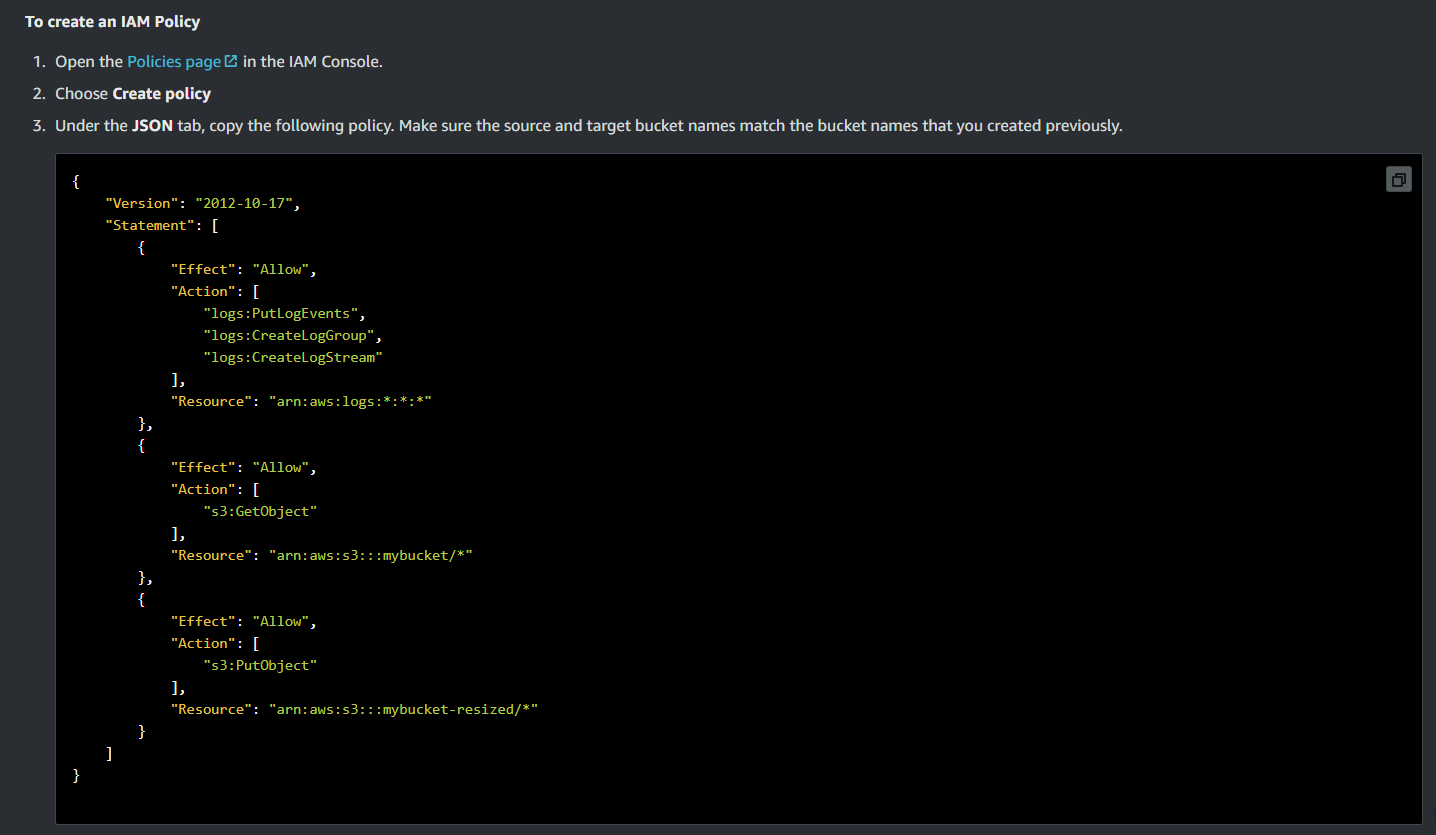 To create an IAM Policy
1. Open the Policies page in the IAM Console.
2. Choose Create policy
3. Under the JSON tab, copy the following policy. Make sure the source and target bucket names match the bucket names that you created previously.
{
    "Version": "2012-10-17",
    "Statement": [
        {
            "Effect": "Allow",
            "Action": [
                "logs:PutLogEvents",
                "logs:CreateLogGroup",
                "logs:CreateLogStream"
            ],
            "Resource": "arn:aws:logs:*:*:*"
        },
        {
            "Effect": "Allow",
            "Action": [
                "s3:GetObject"
            ],
            "Resource": "arn:aws:s3:::mybucket/*"
        },
        {
            "Effect": "Allow",
            "Action": [
                "s3:PutObject"
            ],
            "Resource": "arn:aws:s3:::mybucket-resized/*"
        }
    ]
}